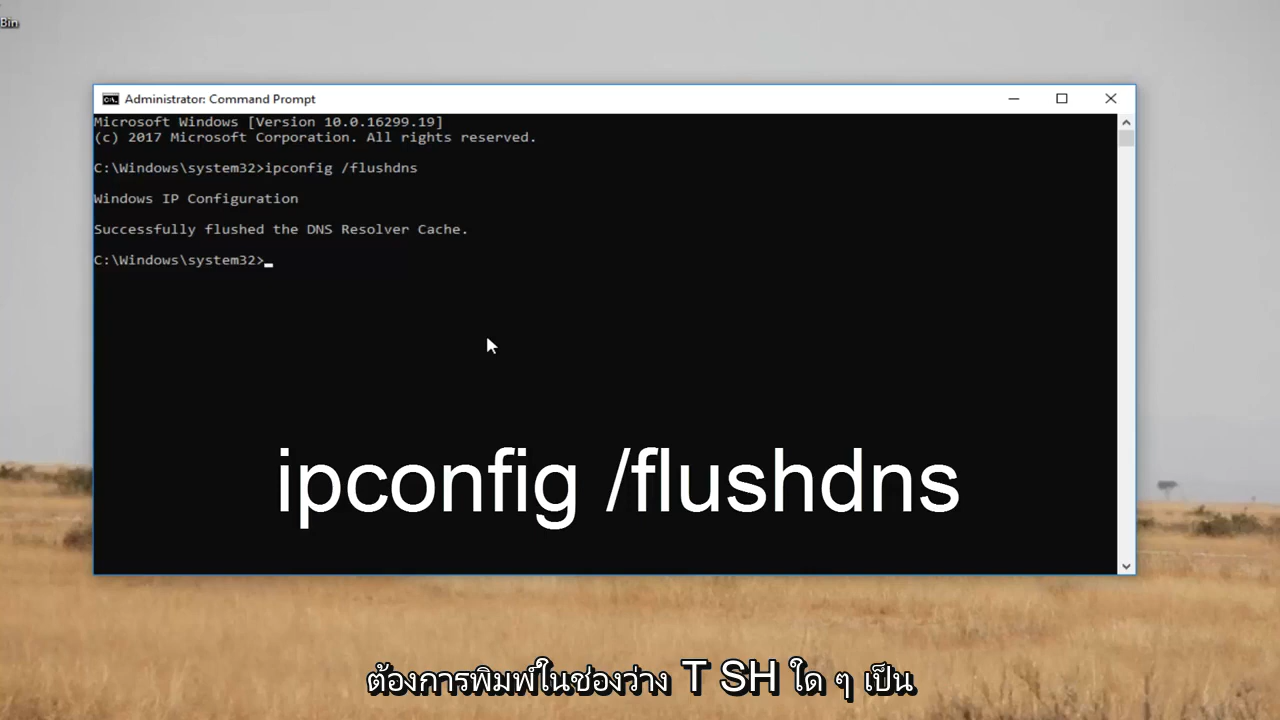 Bin
Administrator: Command Prompt
Microsoft Windows [Version 10.0.16299.19]
(c) 2017 Microsoft Corporation. All rights reserved.
C:\Windows\system32>ipconfig /flushdns
Windows IP Configuration
Successfully flushed the DNS Resolver Cache.
C:\Windows\system32>
ipconfig /flushdns
ต้องการพิมพ์ในช่องว่าง T SH ใด ๆ เป็น